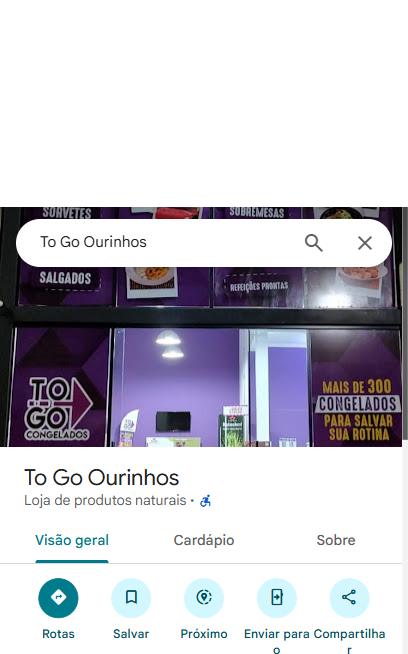 SORVETES
SOBREMESAS
To Go Ourinhos
SALGADOS
REFEIÇÕES PRONTAS
TO
GO
CONGELADOS
MAIS DE 300
CONGELADOS
PARA SALVAR
SUA ROTINA
To Go Ourinhos
Loja de produtos naturais •
Visão geral
Cardápio
Sobre
Rotas
Salvar
Próximo
Enviar para
o
Compartilha
r